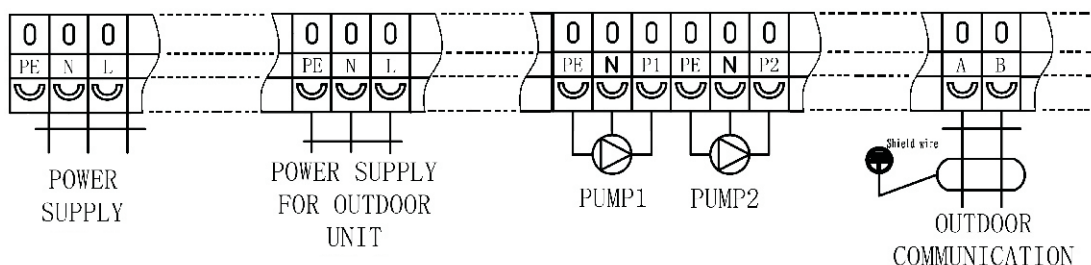 0 0 0 0 0 0 0 0 0 0 0 0 0 0
PE N L PE N L PE N P1 PE N P2 A B
Shield wire
POWER
SUPPLY
POWER SUPPLY
FOR OUTDOOR
UNIT
PUMP1 PUMP2
OUTDOOR
COMMUNICATION